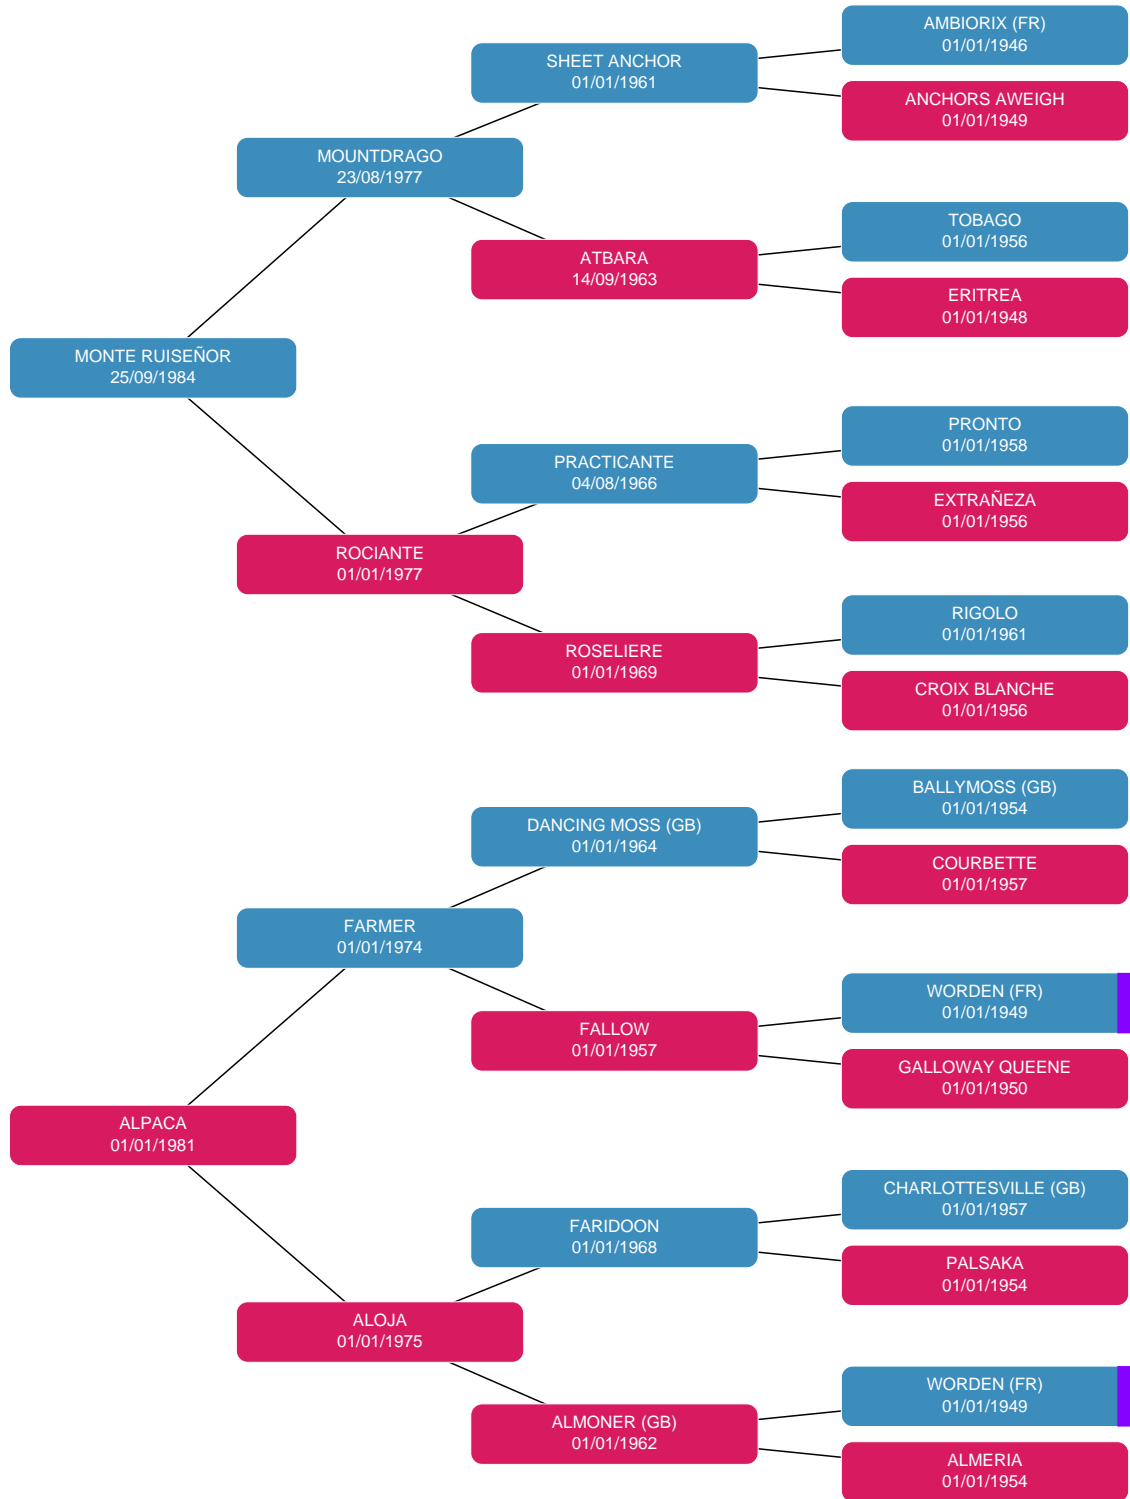 AMBIORIX (FR)
01/01/1946
SHEET ANCHOR
01/01/1961
ANCHORS AWEIGH
01/01/1949
MOUNTDRAGO
23/08/1977
TOBAGO
01/01/1956
ATBARA
14/09/1963
ERITREA
01/01/1948
MONTE RUISEÑOR
25/09/1984
PRONTO
01/01/1958
PRACTICANTE
04/08/1966
EXTRAÑEZA
01/01/1956
ROCIANTE
01/01/1977
RIGOLO
01/01/1961
ROSELIERE
01/01/1969
CROIX BLANCHE
01/01/1956
BALLYMOSS (GB)
01/01/1954
DANCING MOSS (GB)
01/01/1964
COURBETTE
01/01/1957
FARMER
01/01/1974
WORDEN (FR)
01/01/1949
FALLOW
01/01/1957
GALLOWAY QUEENE
01/01/1950
ALPACA
01/01/1981
CHARLOTTESVILLE (GB)
01/01/1957
FARIDOON
01/01/1968
PALSAKA
01/01/1954
ALOJA
01/01/1975
WORDEN (FR)
01/01/1949
ALMONER (GB)
01/01/1962
ALMERIA
01/01/1954